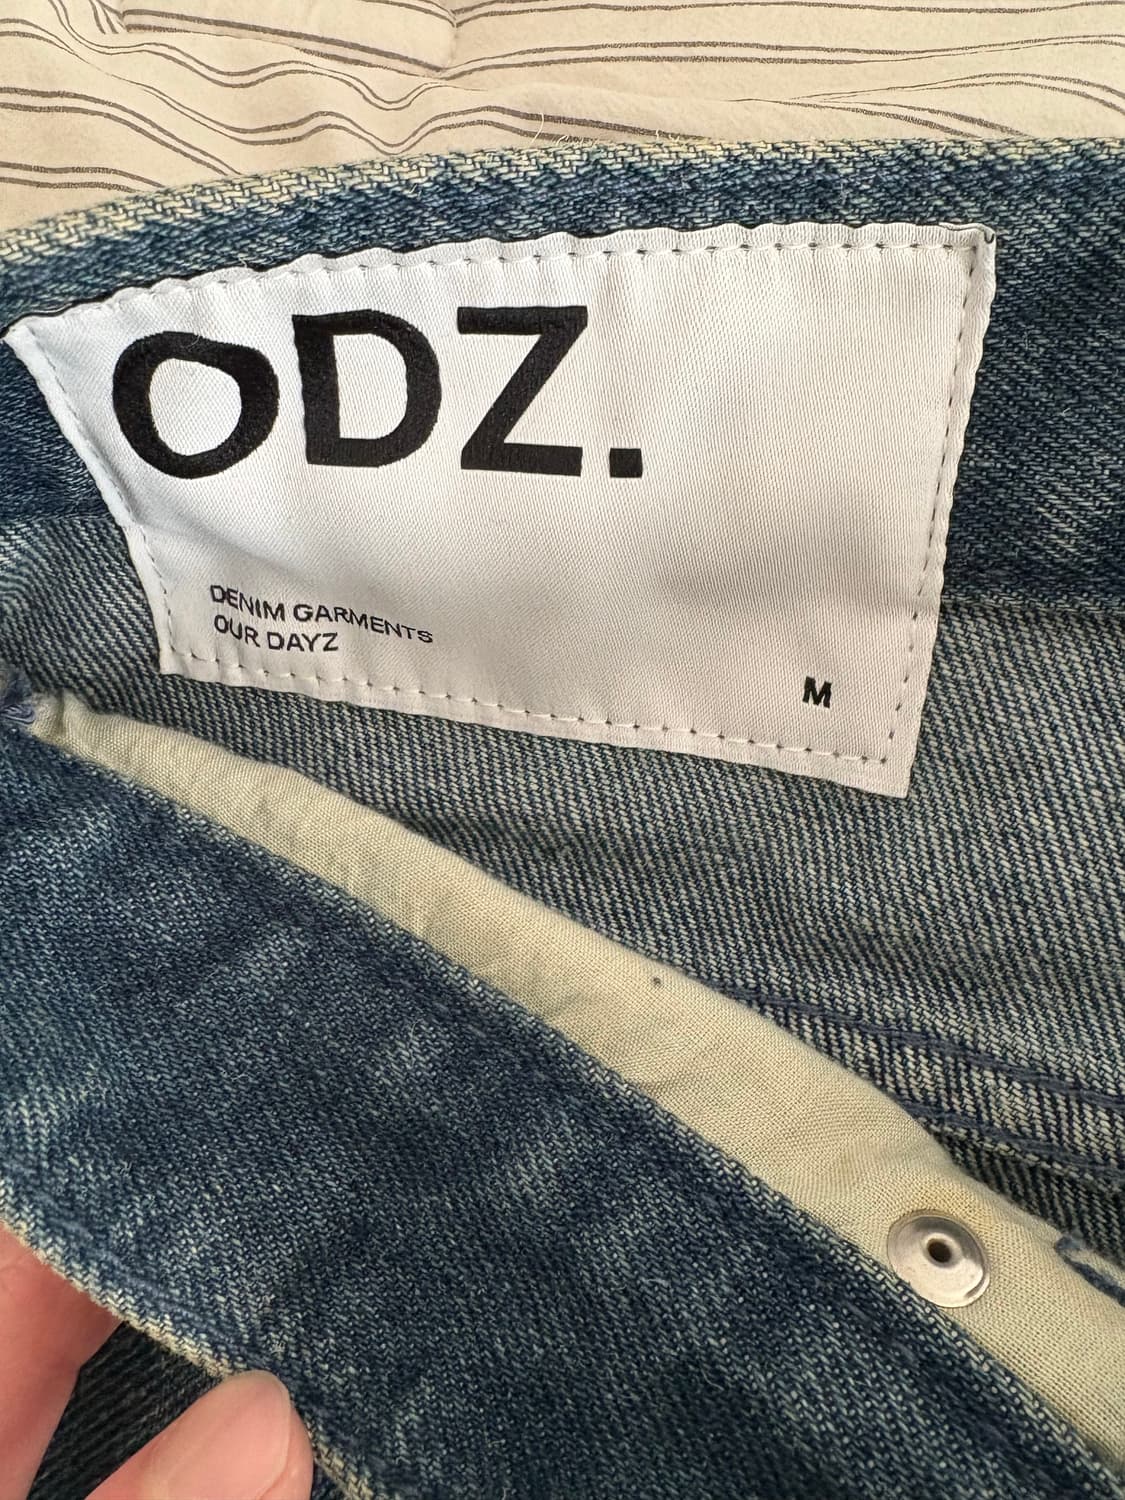 ODZ.
DENIM GARMENTS
OUR DAYZ
M